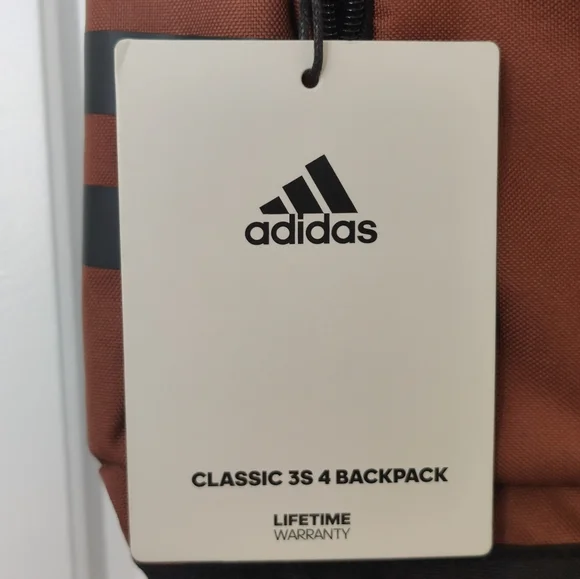 adidas
CLASSIC 3S 4 BACKPACK
LIFETIME
WARRANTY